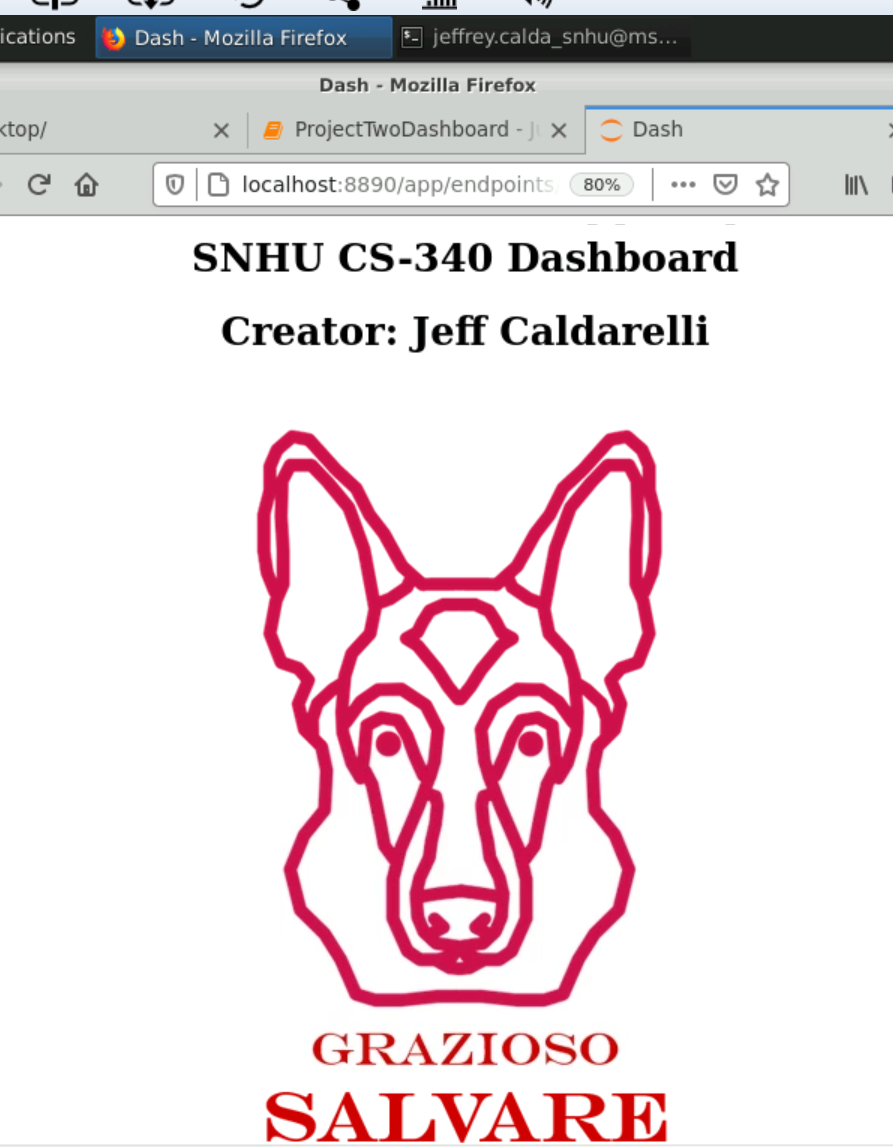 ications Dash - Mozilla Firefox jeffrey.calda_snhu@ms...
Dash - Mozilla Firefox
ktop/ ProjectTwoDashboard - Ju Dash
localhost:8890/app/endpoints 80%
SNHU CS-340 Dashboard
Creator: Jeff Caldarelli
GRAZIOSO
SALVARE